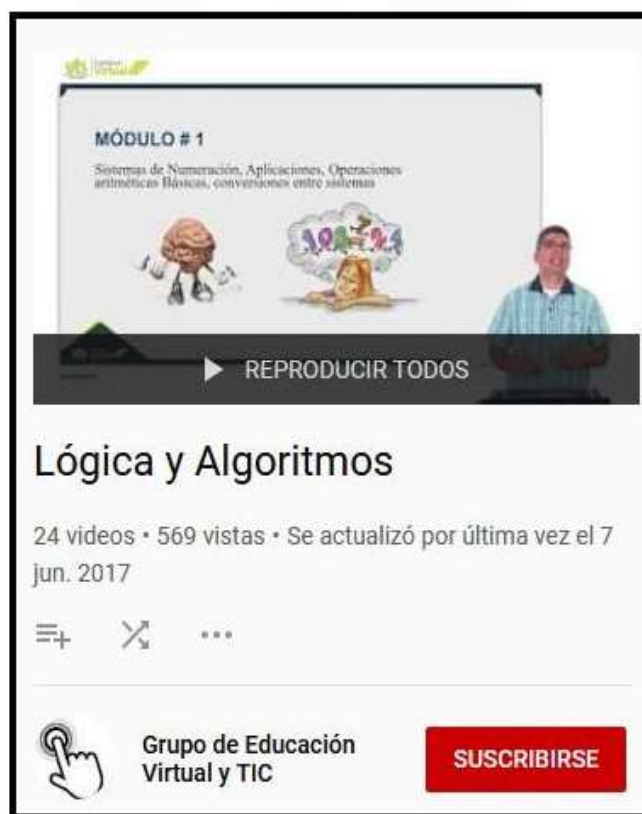 Virtual
MÓDULO # 1
Sistemas de Numeración, Aplicaciones, Operaciones
aritméticas Básicas, conversiones entre sistemas
REPRODUCIR TODOS
Lógica y Algoritmos
24 videos • 569 vistas • Se actualizó por última vez el 7
jun. 2017
Grupo de Educación
Virtual y TIC
SUSCRIBIRSE